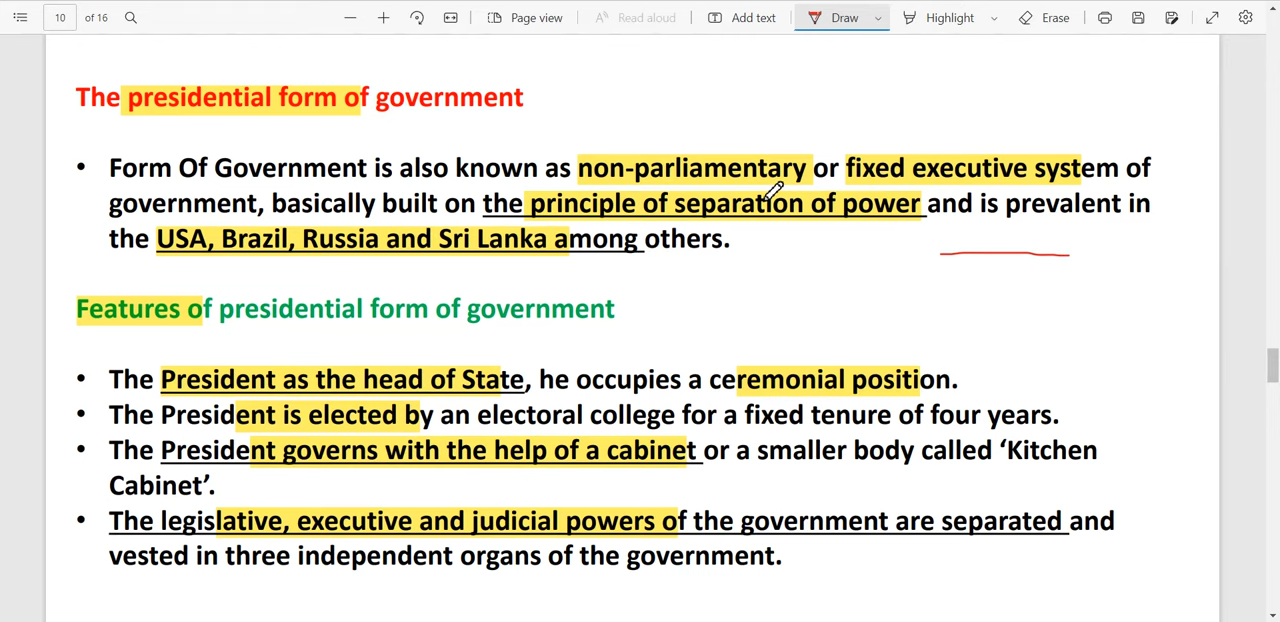 10 of 16 Page view Read aloud Add text Draw Highlight Erase
The presidential form of government
• Form Of Government is also known as non-parliamentary or fixed executive system of
government, basically built on the principle of separation of power and is prevalent in
the USA, Brazil, Russia and Sri Lanka among others.
Features of presidential form of government
• The President as the head of State, he occupies a ceremonial position.
• The President is elected by an electoral college for a fixed tenure of four years.
• The President governs with the help of a cabinet or a smaller body called ‘Kitchen
Cabinet’.
• The legislative, executive and judicial powers of the government are separated and
vested in three independent organs of the government.